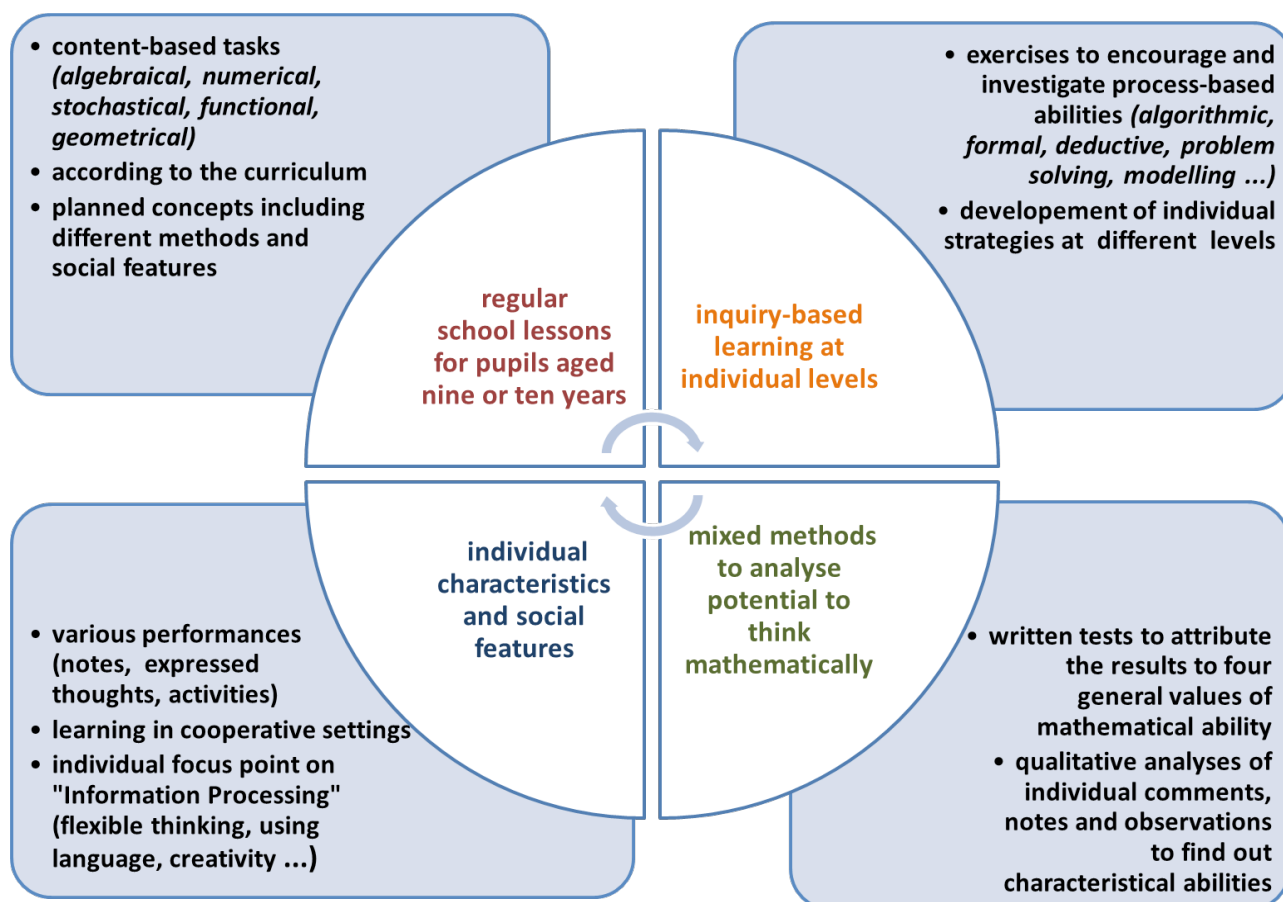 • content-based tasks
(algebraical, numerical,
stochastical, functional,
geometrical)
• according to the curriculum
• planned concepts including
different methods and
social features
• exercises to encourage and
investigate process-based
abilities (algorithmic,
formal, deductive, problem
solving, modelling ...)
• developement of individual
strategies at different levels
regular
school lessons
for pupils aged
nine or ten years
inquiry-based
learning at
individual levels
individual
characteristics
and social
features
mixed methods
to analyse
potential to
think
mathematically
• various performances
(notes, expressed
thoughts, activities)
• learning in cooperative settings
• individual focus point on
"Information Processing"
(flexible thinking, using
language, creativity ...)
• written tests to attribute
the results to four
general values of
mathematical ability
• qualitative analyses of
individual comments,
notes and observations
to find out
characteristical abilities